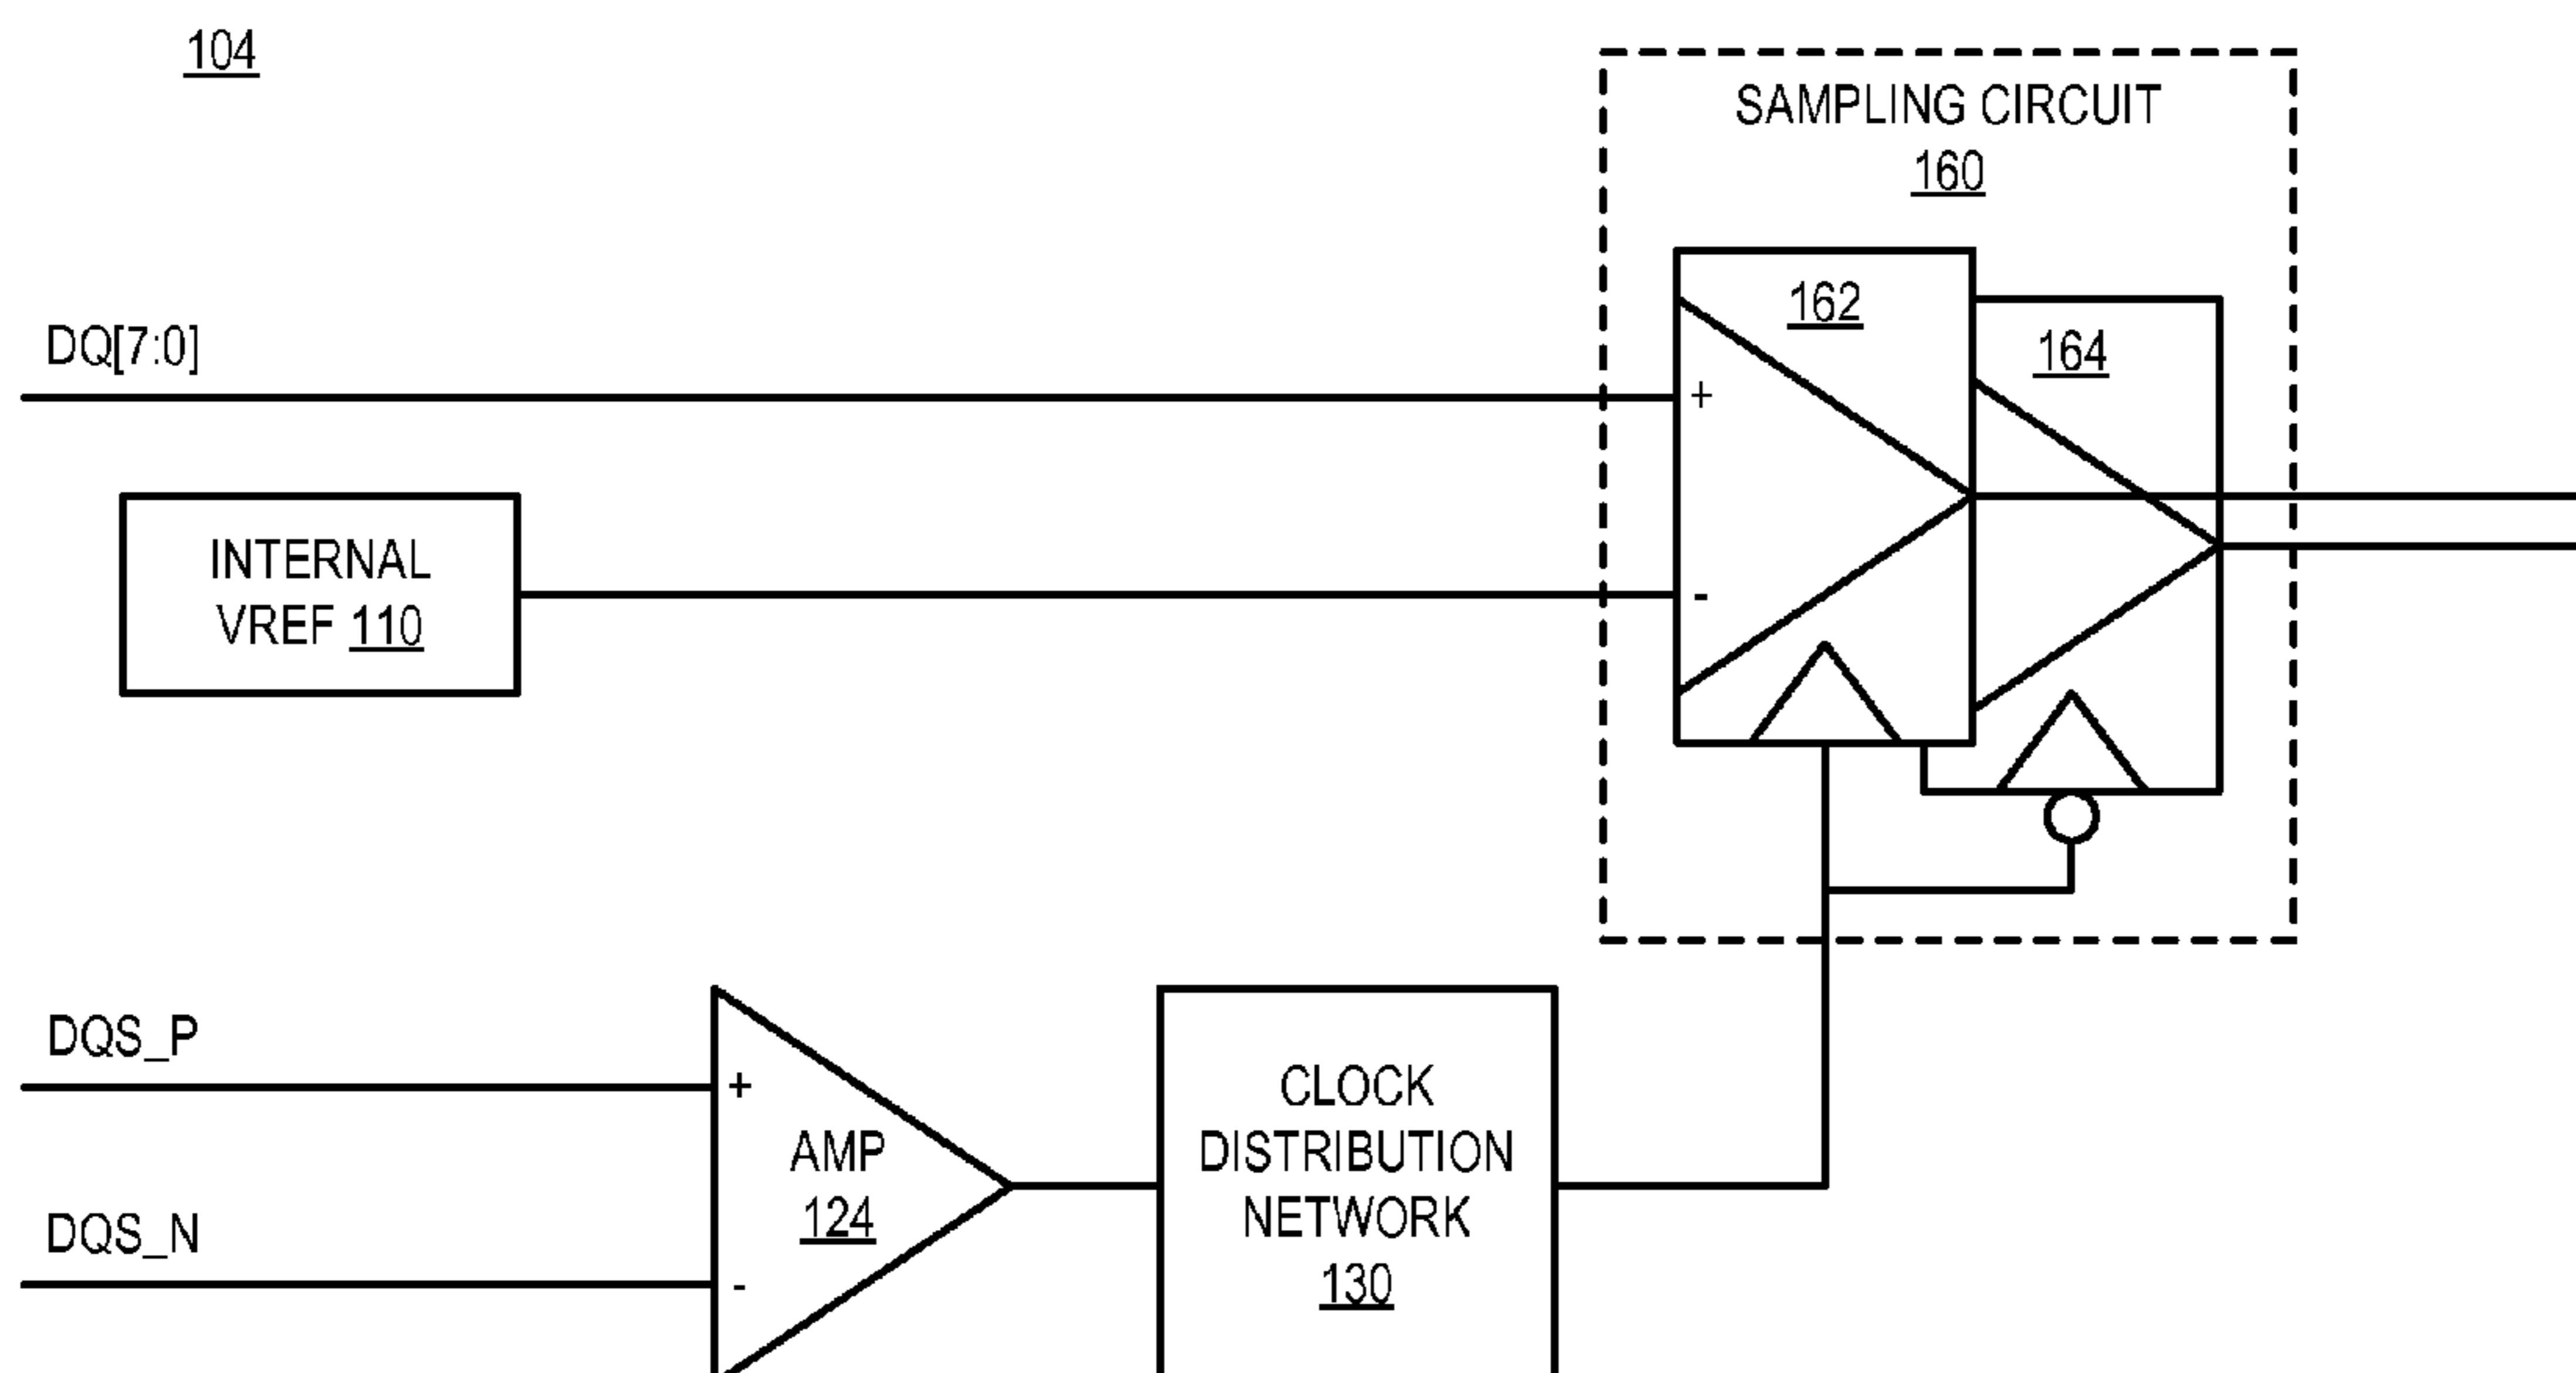 104
SAMPLING CIRCUIT
160
162
164
DQ[7:0]
+
-
INTERNAL
VREF 110
DQS_P
+
DQS_N
-
AMP
124
CLOCK
DISTRIBUTION
NETWORK
130